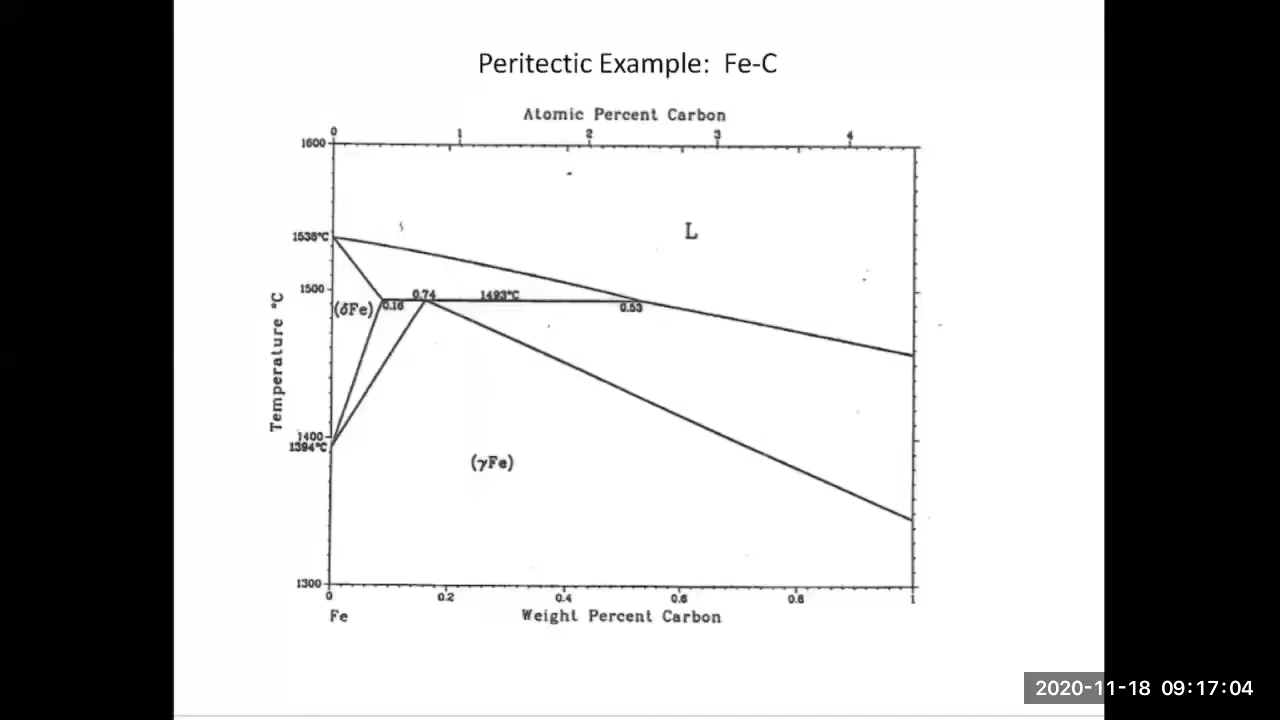 Peritectic Example: Fe-C
Atomic Percent Carbon
0 1 2 3 4
1600
L
1538°C
1500
0.74 1493°C
(δFe) 0.16 0.53
Temperature °C
1400
1394°C
(γFe)
1300
0 0.2 0.4 0.6 0.8 1
Fe Weight Percent Carbon
2020-11-18 09:17:04